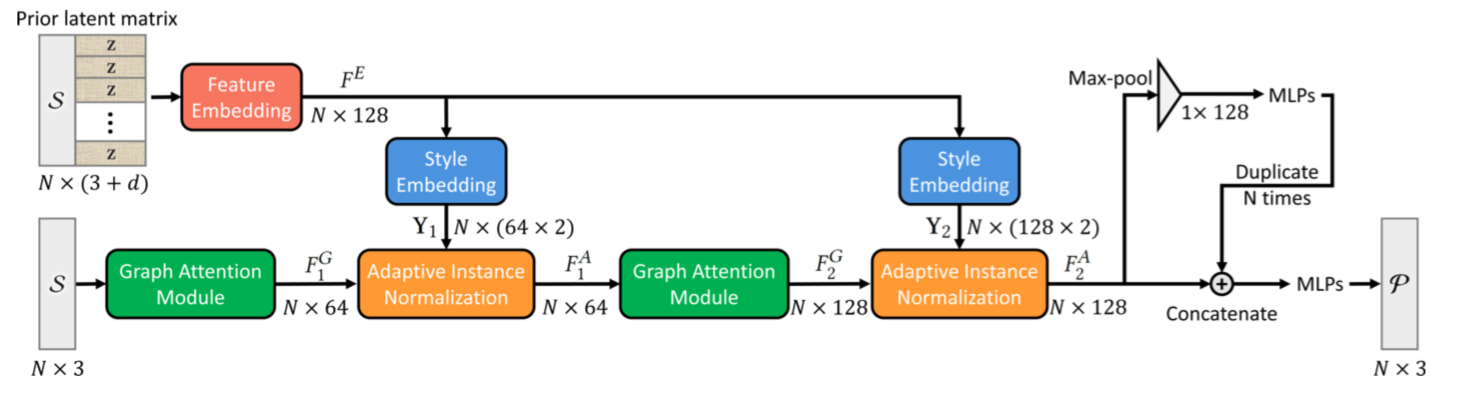 Prior latent matrix
𝒮
z
z
z
⋮
z
N × (3 + d)
Feature
Embedding
F^E
N × 128
Style
Embedding
Υ₁ N × (64 × 2)
Style
Embedding
Υ₂ N × (128 × 2)
Max-pool
1× 128
MLPs
Duplicate
N times
𝒮
N × 3
Graph Attention
Module
F₁^G
N × 64
Adaptive Instance
Normalization
F₁^A
N × 64
Graph Attention
Module
F₂^G
N × 128
Adaptive Instance
Normalization
F₂^A
N × 128
+
Concatenate
MLPs
𝒫
N × 3